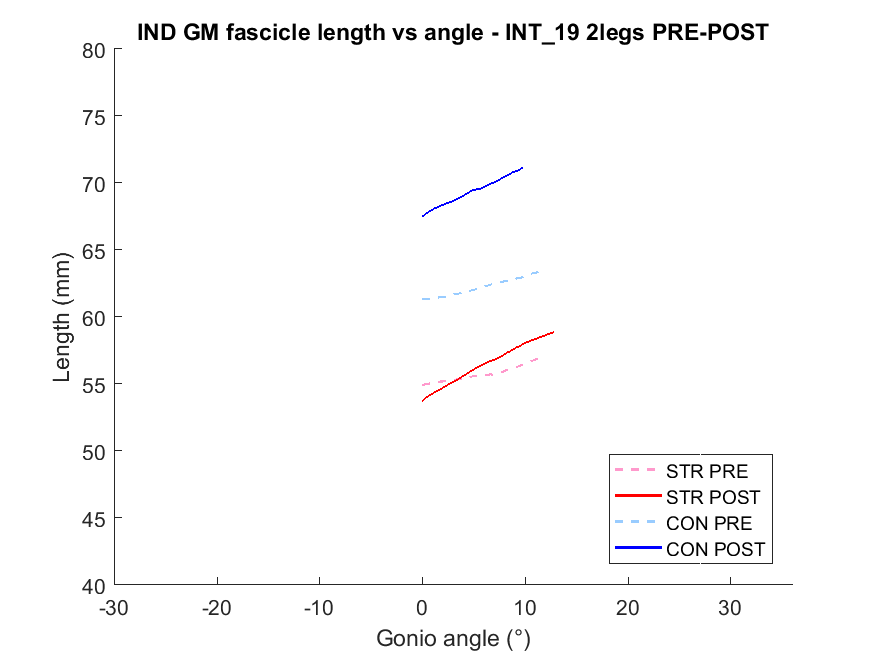 IND GM fascicle length vs angle - INT_19 2legs PRE-POST
80
75
70
65
60
55
50
45
40
Length (mm)
-30
-20
-10
0
10
20
30
Gonio angle (°)
STR PRE
STR POST
CON PRE
CON POST